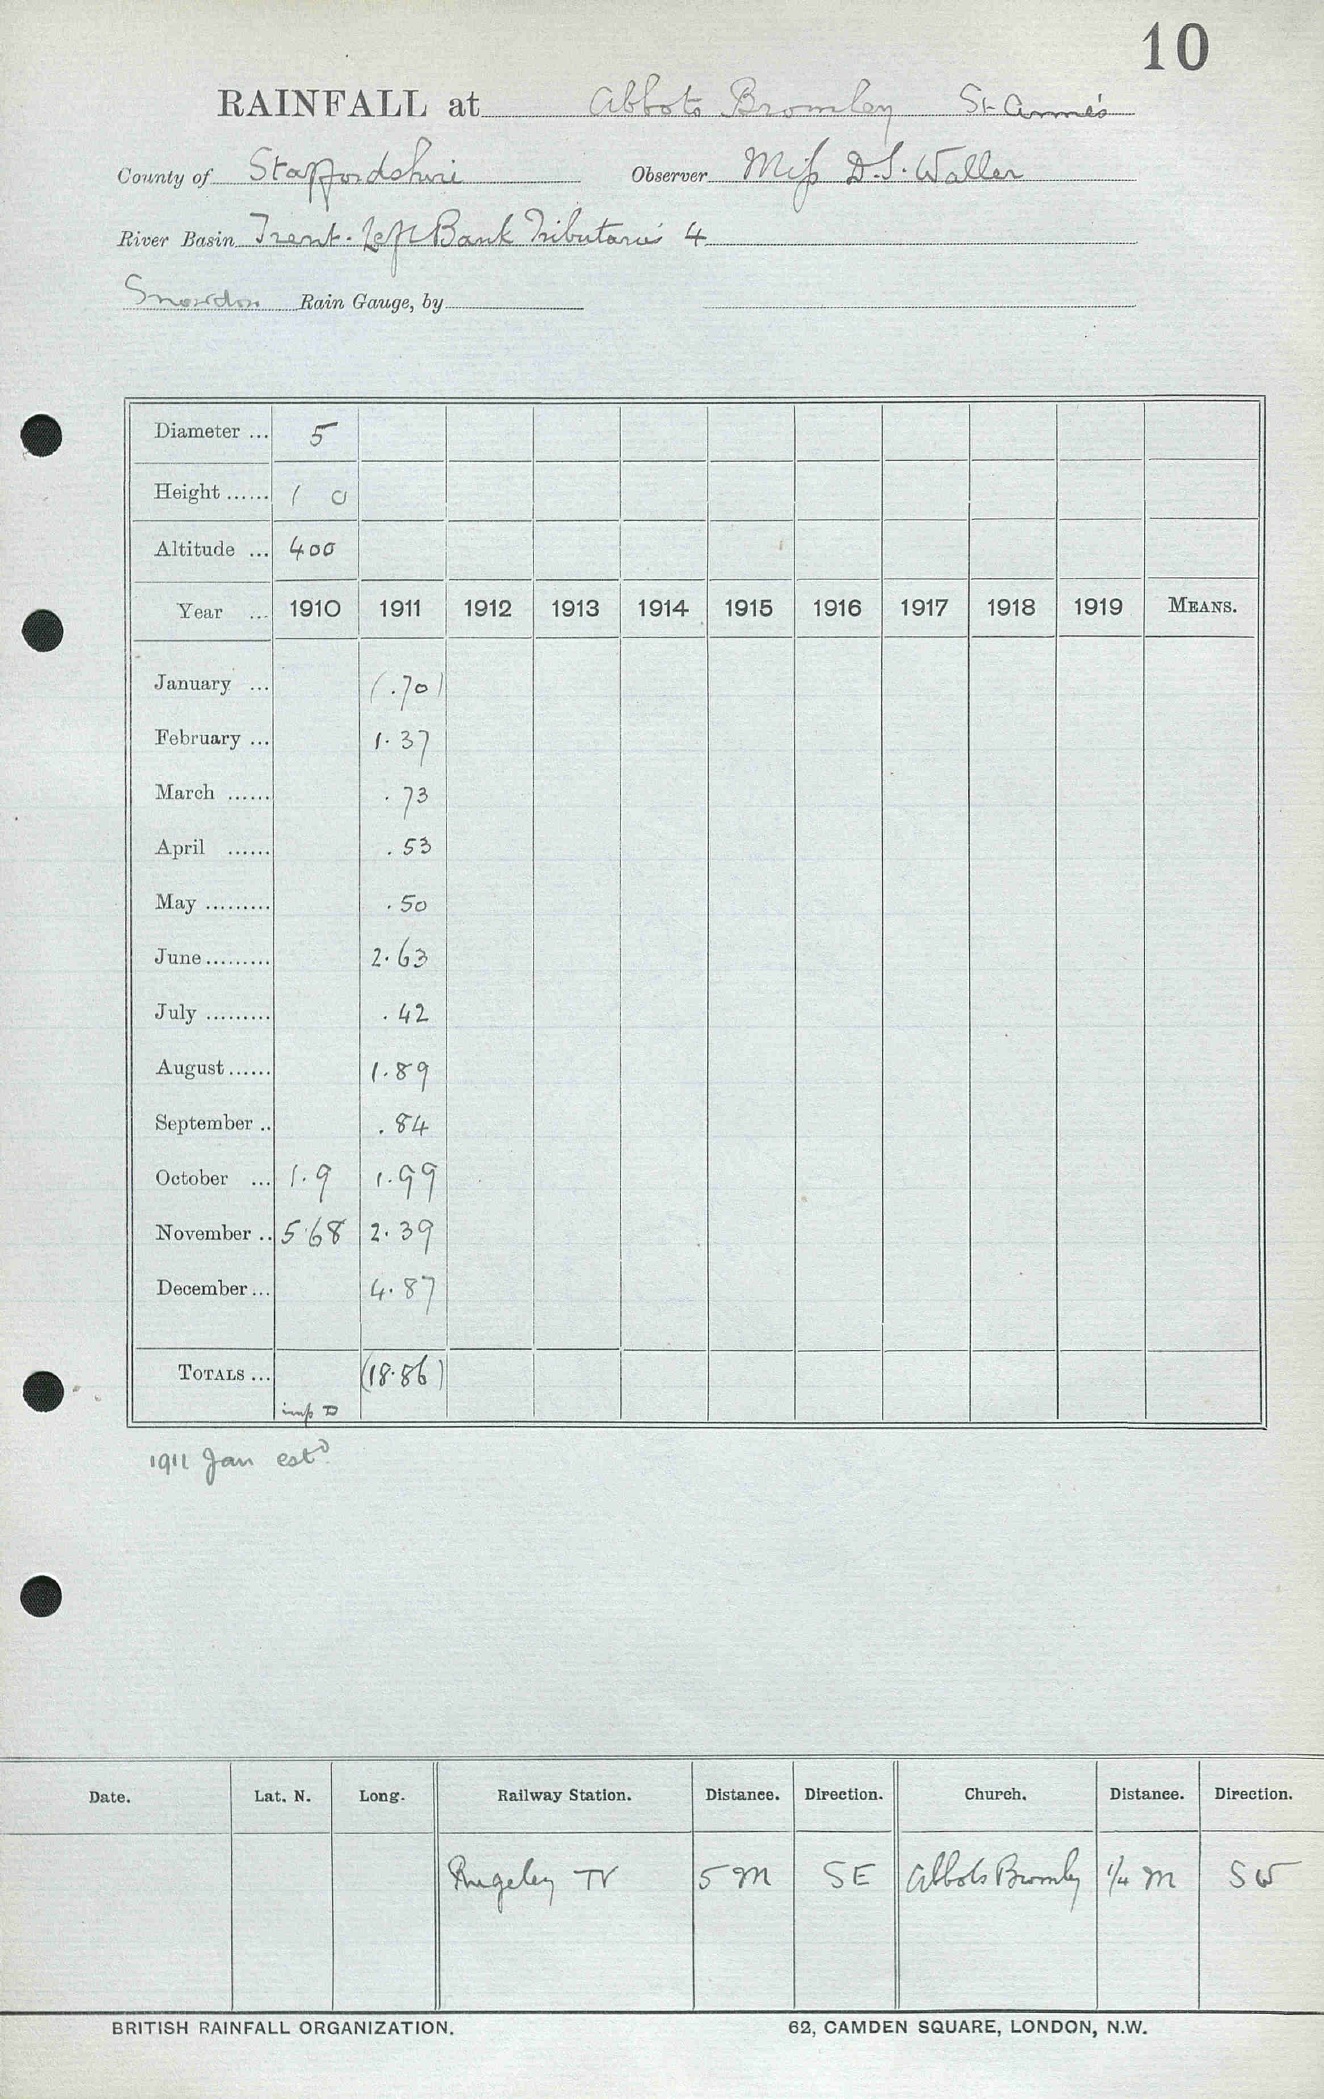 10
RAINFALL at Abbots Bromley St Anne's
County of Staffordshire Observer Miss D.S. Waller
River Basin Trent. Left Bank Tributaries 4
Snowdon Rain Gauge, by
Diameter ... 5
Height ...... 1 0
Altitude ... 400
Year ... 1910 1911 1912 1913 1914 1915 1916 1917 1918 1919 MEANS.
January ... (.70)
February ... 1.37
March ...... .73
April ...... .53
May ......... .50
June ......... 2.63
July ......... .42
August ...... 1.89
September .. .84
October ... 1.9 1.99
November .. 5.68 2.39
December ... 4.87
TOTALS ... (18.86)
imp D
1911 Jan estd
Date. Lat. N. Long. Railway Station. Distance. Direction. Church. Distance. Direction.
Rugeley TV 5 M SE Abbots Bromley 1/4 M SW
BRITISH RAINFALL ORGANIZATION. 62, CAMDEN SQUARE, LONDON, N.W.